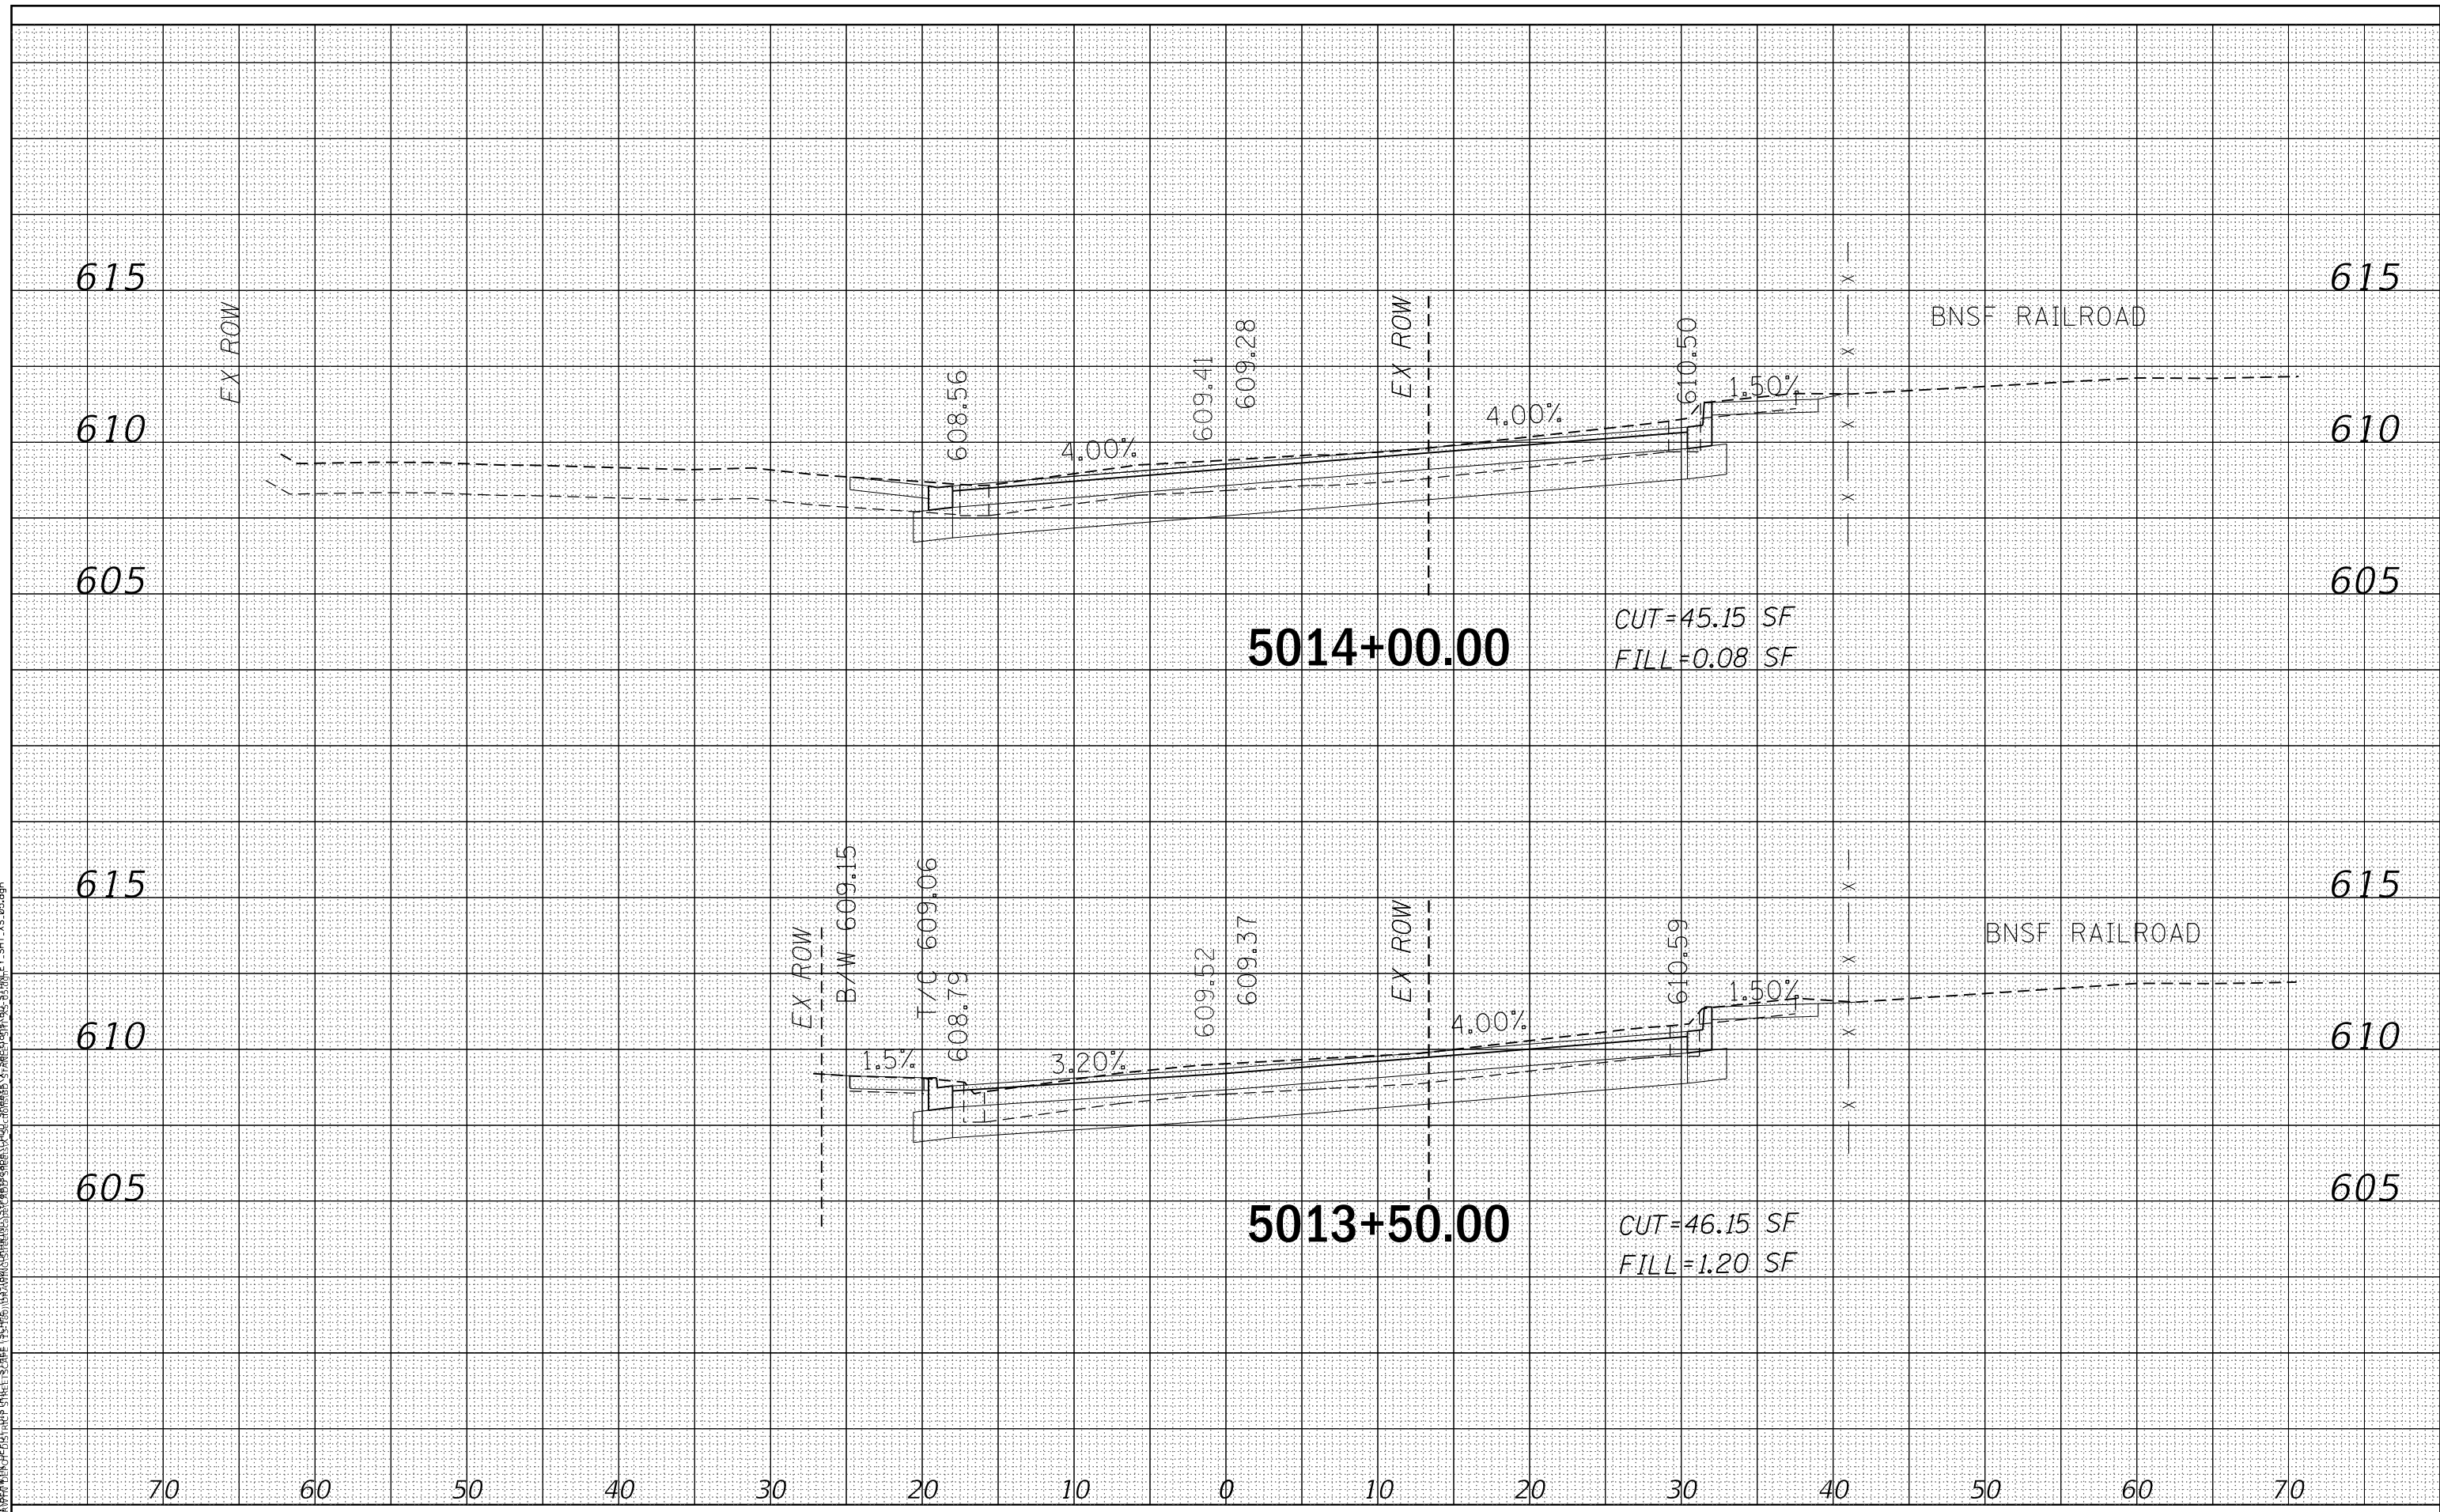 615
615
EX ROW
EX ROW
BNSF RAILROAD
608.56
609.41
609.28
610.50
1.50%
4.00%
4.00%
610
610
605
605
5014+00.00
CUT=45.15 SF
FILL=0.08 SF
615
615
EX ROW
B/W 609.15
T/C 609.06
608.79
609.52
609.37
EX ROW
610.59
BNSF RAILROAD
1.50%
4.00%
1.5%
3.20%
610
610
605
605
5013+50.00
CUT=46.15 SF
FILL=1.20 SF
70 60 50 40 30 20 10 0 10 20 30 40 50 60 70